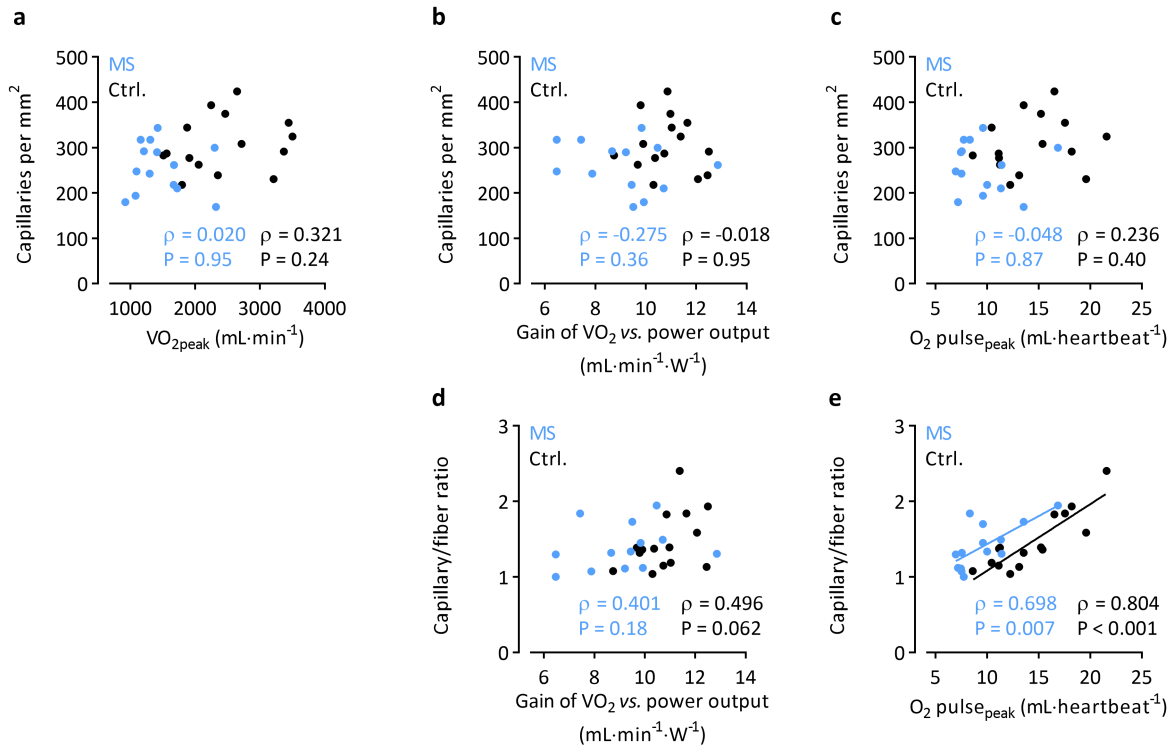 a
Capillaries per mm²
500
400
300
200
100
0
MS
Ctrl.
ρ = 0.020
P = 0.95
ρ = 0.321
P = 0.24
1000 2000 3000 4000
VO₂peak (mL·min⁻¹)
b
Capillaries per mm²
500
400
300
200
100
0
MS
Ctrl.
ρ = -0.275
P = 0.36
ρ = -0.018
P = 0.95
6 8 10 12 14
Gain of VO₂ vs. power output
(mL·min⁻¹·W⁻¹)
c
Capillaries per mm²
500
400
300
200
100
0
MS
Ctrl.
ρ = -0.048
P = 0.87
ρ = 0.236
P = 0.40
5 10 15 20 25
O₂ pulsepeak (mL·heartbeat⁻¹)
d
Capillary/fiber ratio
3
2
1
0
MS
Ctrl.
ρ = 0.401
P = 0.18
ρ = 0.496
P = 0.062
6 8 10 12 14
Gain of VO₂ vs. power output
(mL·min⁻¹·W⁻¹)
e
Capillary/fiber ratio
3
2
1
0
MS
Ctrl.
ρ = 0.698
P = 0.007
ρ = 0.804
P < 0.001
5 10 15 20 25
O₂ pulsepeak (mL·heartbeat⁻¹)